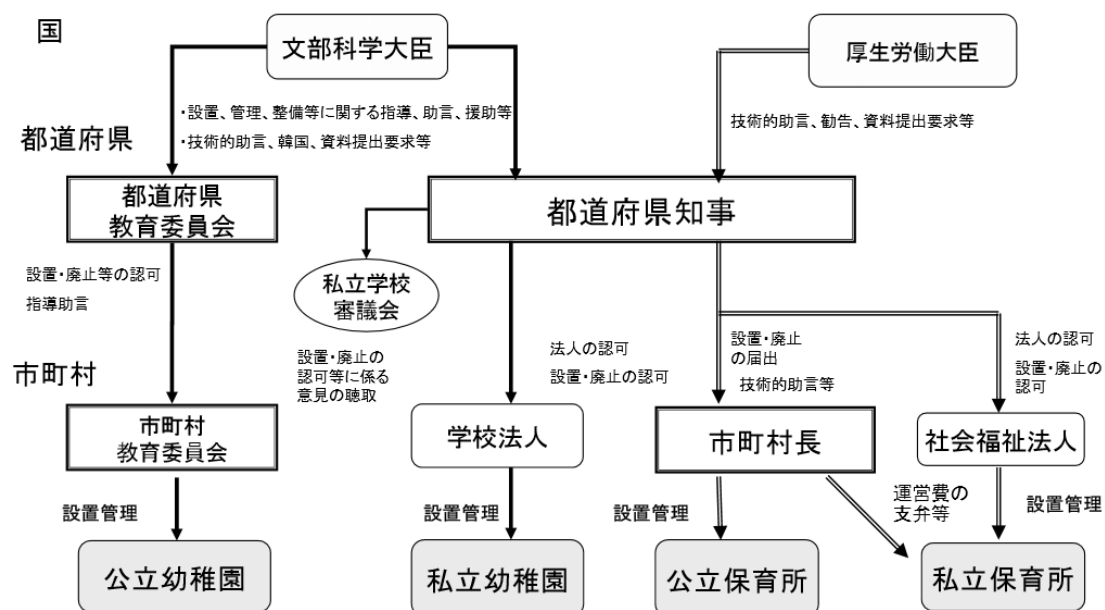 国
文部科学大臣
厚生労働大臣
・設置、管理、整備等に関する指導、助言、援助等
・技術的助言、韓国、資料提出要求等
技術的助言、勧告、資料提出要求等
都道府県
都道府県
教育委員会
都道府県知事
設置・廃止等の認可
指導助言
私立学校
審議会
設置・廃止の
認可等に係る
意見の聴取
法人の認可
設置・廃止の認可
設置・廃止
の届出
技術的助言等
法人の認可
設置・廃止の
認可
市町村
市町村
教育委員会
学校法人
市町村長
社会福祉法人
設置管理
設置管理
設置管理
運営費の
支弁等
設置管理
公立幼稚園
私立幼稚園
公立保育所
私立保育所